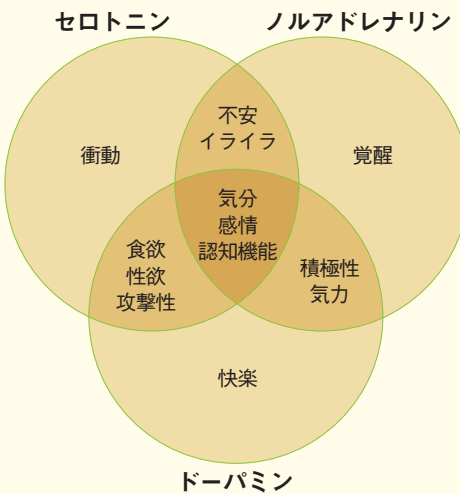 セロトニン
ノルアドレナリン
不安
イライラ
衝動
覚醒
気分
感情
認知機能
食欲
性欲
攻撃性
積極性
気力
快楽
ドーパミン